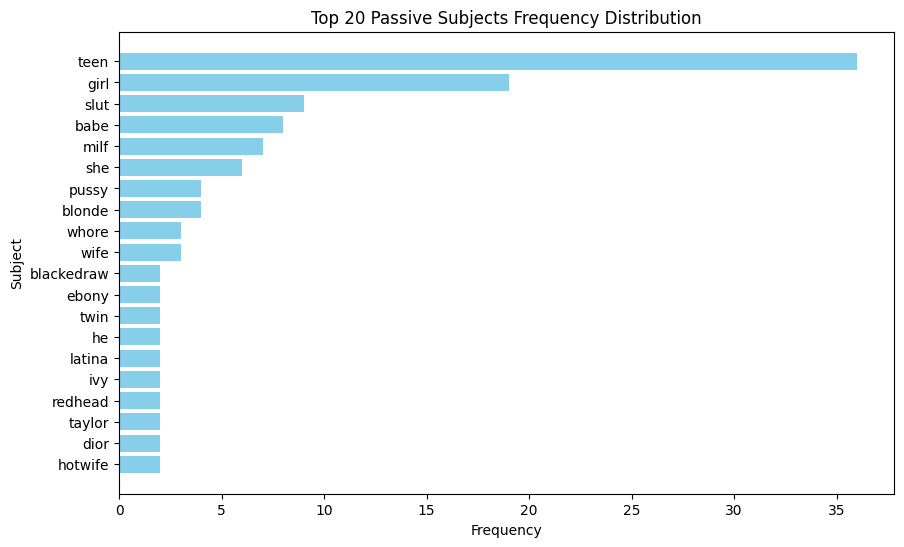 Top 20 Passive Subjects Frequency Distribution
teen
girl
slut
babe
milf
she
pussy
blonde
whore
wife
blackedraw
ebony
twin
he
latina
ivy
redhead
taylor
dior
hotwife
Subject
0 5 10 15 20 25 30 35
Frequency